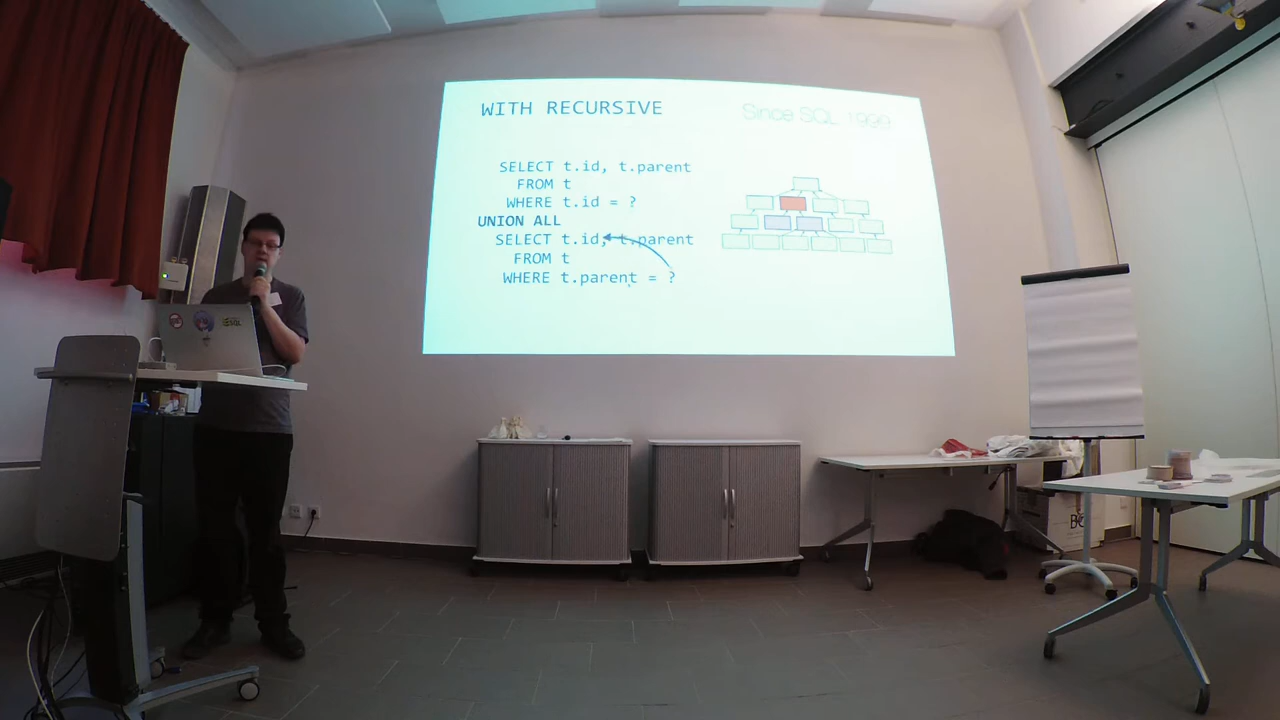 WITH RECURSIVE
Since SQL 1999
SELECT t.id, t.parent
FROM t
WHERE t.id = ?
UNION ALL
SELECT t.id, t.parent
FROM t
WHERE t.parent = ?
SQL